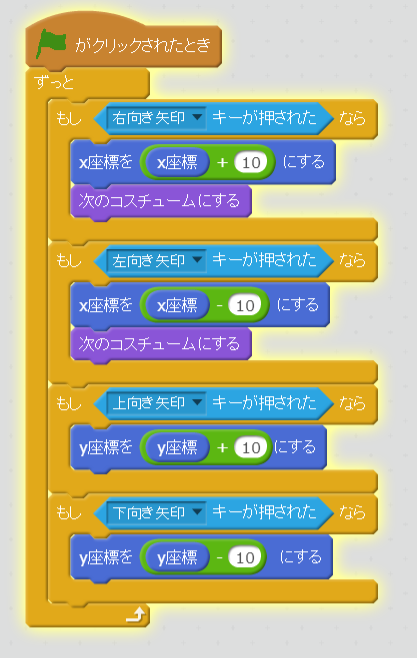 がクリックされたとき
ずっと
もし 右向き矢印 キーが押された なら
x座標を x座標 + 10 にする
次のコスチュームにする
もし 左向き矢印 キーが押された なら
x座標を x座標 - 10 にする
次のコスチュームにする
もし 上向き矢印 キーが押された なら
y座標を y座標 + 10 にする
もし 下向き矢印 キーが押された なら
y座標を y座標 - 10 にする